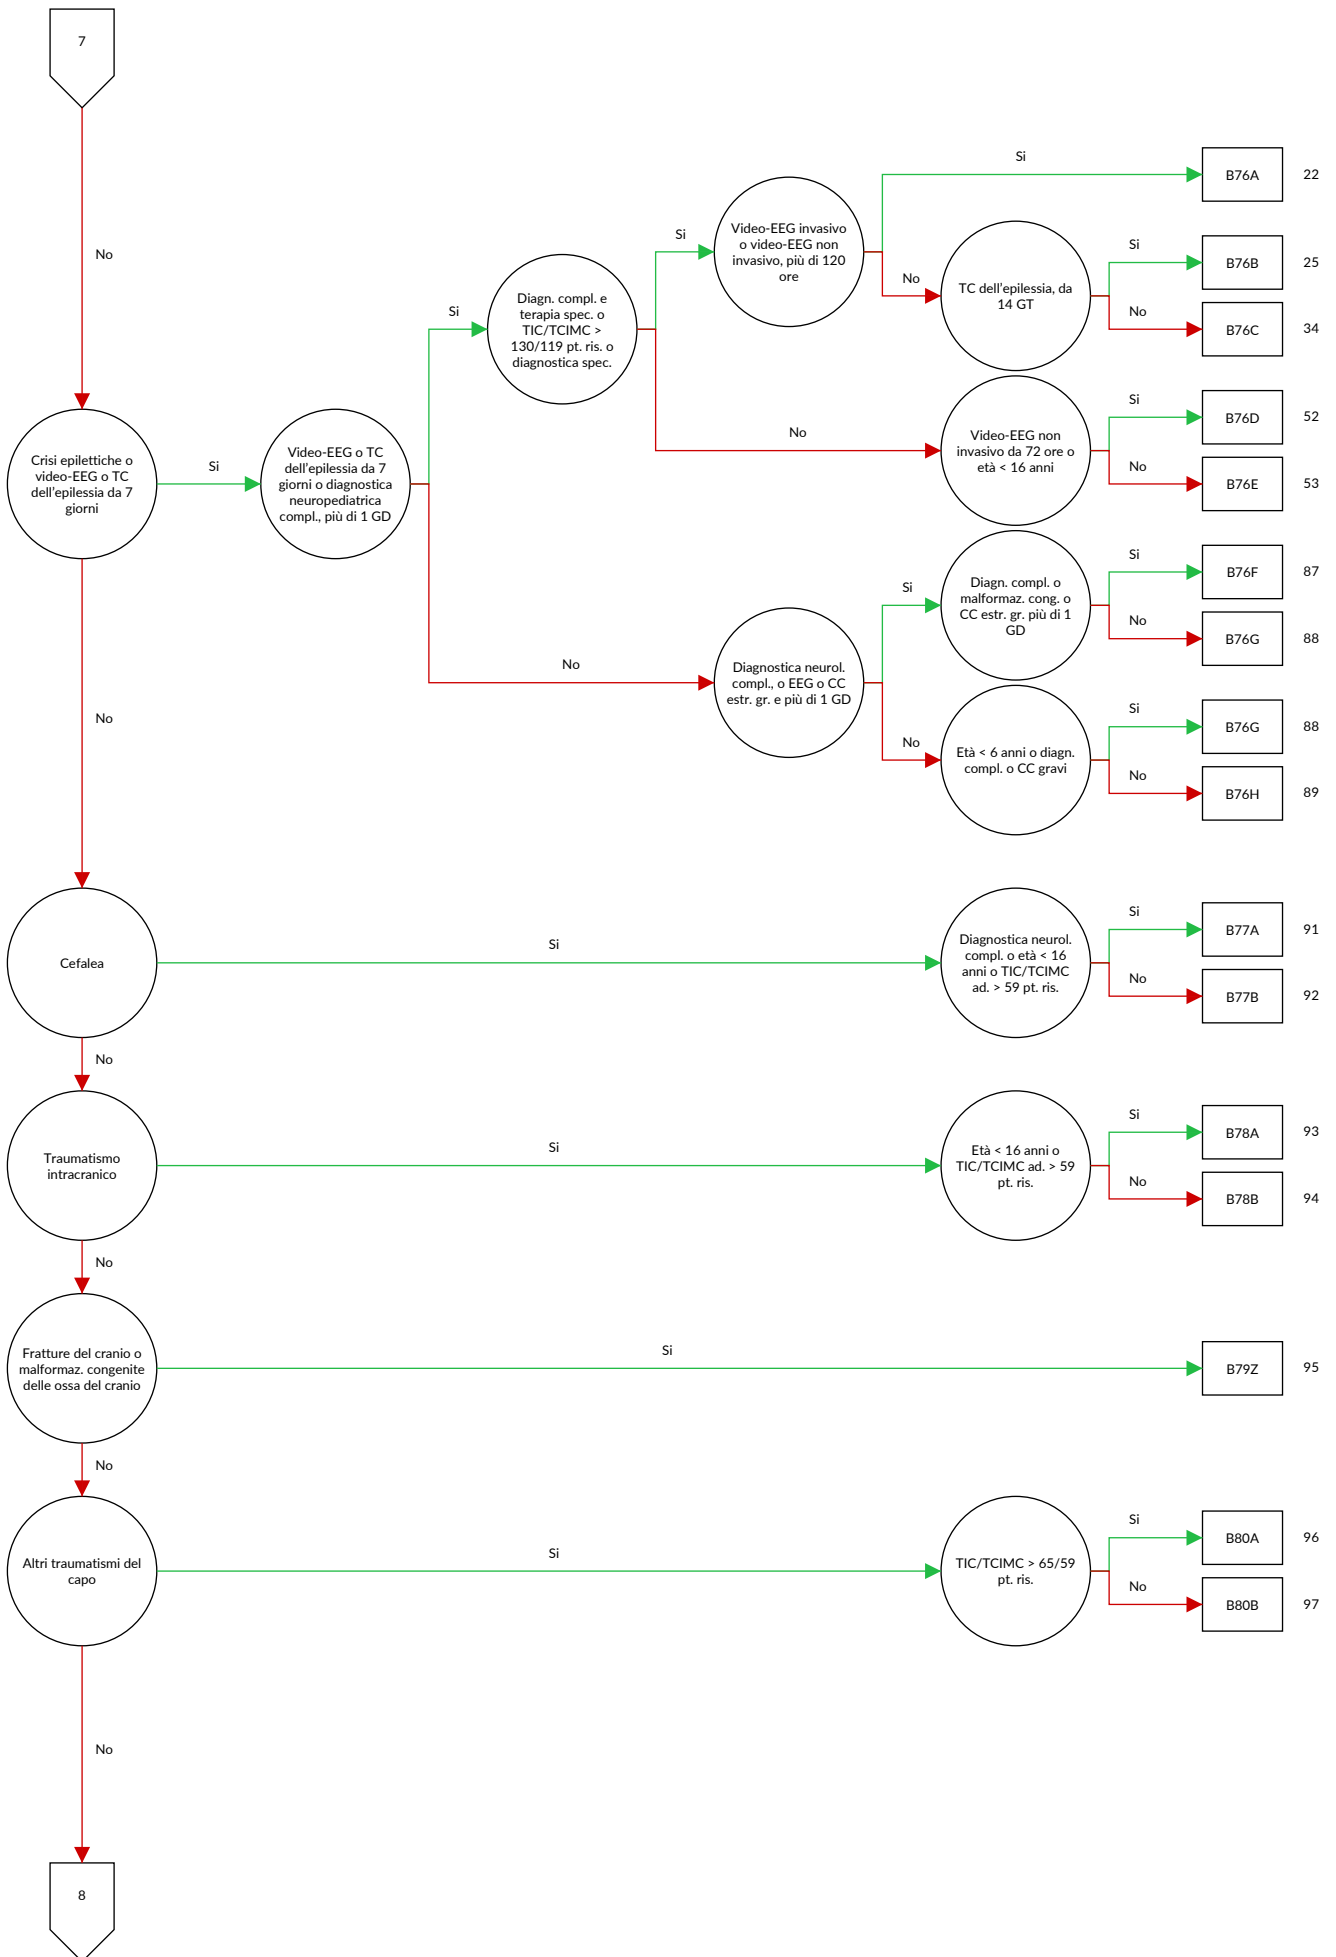 7
No
Si
B76A
22
Si
Video-EEG invasivo
o video-EEG non
invasivo, più di 120
ore
No
TC dell'epilessia, da
14 GT
Si
B76B
25
No
B76C
34
Si
Diagn. compl. e
terapia spec. o
TIC/TCIMC >
130/119 pt. ris. o
diagnostica spec.
No
Video-EEG non
invasivo da 72 ore o
età < 16 anni
Si
B76D
52
No
B76E
53
Crisi epilettiche o
video-EEG o TC
dell'epilessia da 7
giorni
Si
Video-EEG o TC
dell'epilessia da 7
giorni o diagnostica
neuropediatrica
compl., più di 1 GD
No
Diagnostica neurol.
compl., o EEG o CC
estr. gr. e più di 1 GD
Si
Diagn. compl. o
malformaz. cong. o
CC estr. gr. più di 1
GD
Si
B76F
87
No
B76G
88
No
Età < 6 anni o diagn.
compl. o CC gravi
Si
B76G
88
No
B76H
89
No
Cefalea
Si
Diagnostica neurol.
compl. o età < 16
anni o TIC/TCIMC
ad. > 59 pt. ris.
Si
B77A
91
No
B77B
92
No
Traumatismo
intracranico
Si
Età < 16 anni o
TIC/TCIMC ad. > 59
pt. ris.
Si
B78A
93
No
B78B
94
No
Fratture del cranio o
malformaz. congenite
delle ossa del cranio
Si
B79Z
95
No
Altri traumatismi del
capo
Si
TIC/TCIMC > 65/59
pt. ris.
Si
B80A
96
No
B80B
97
No
8